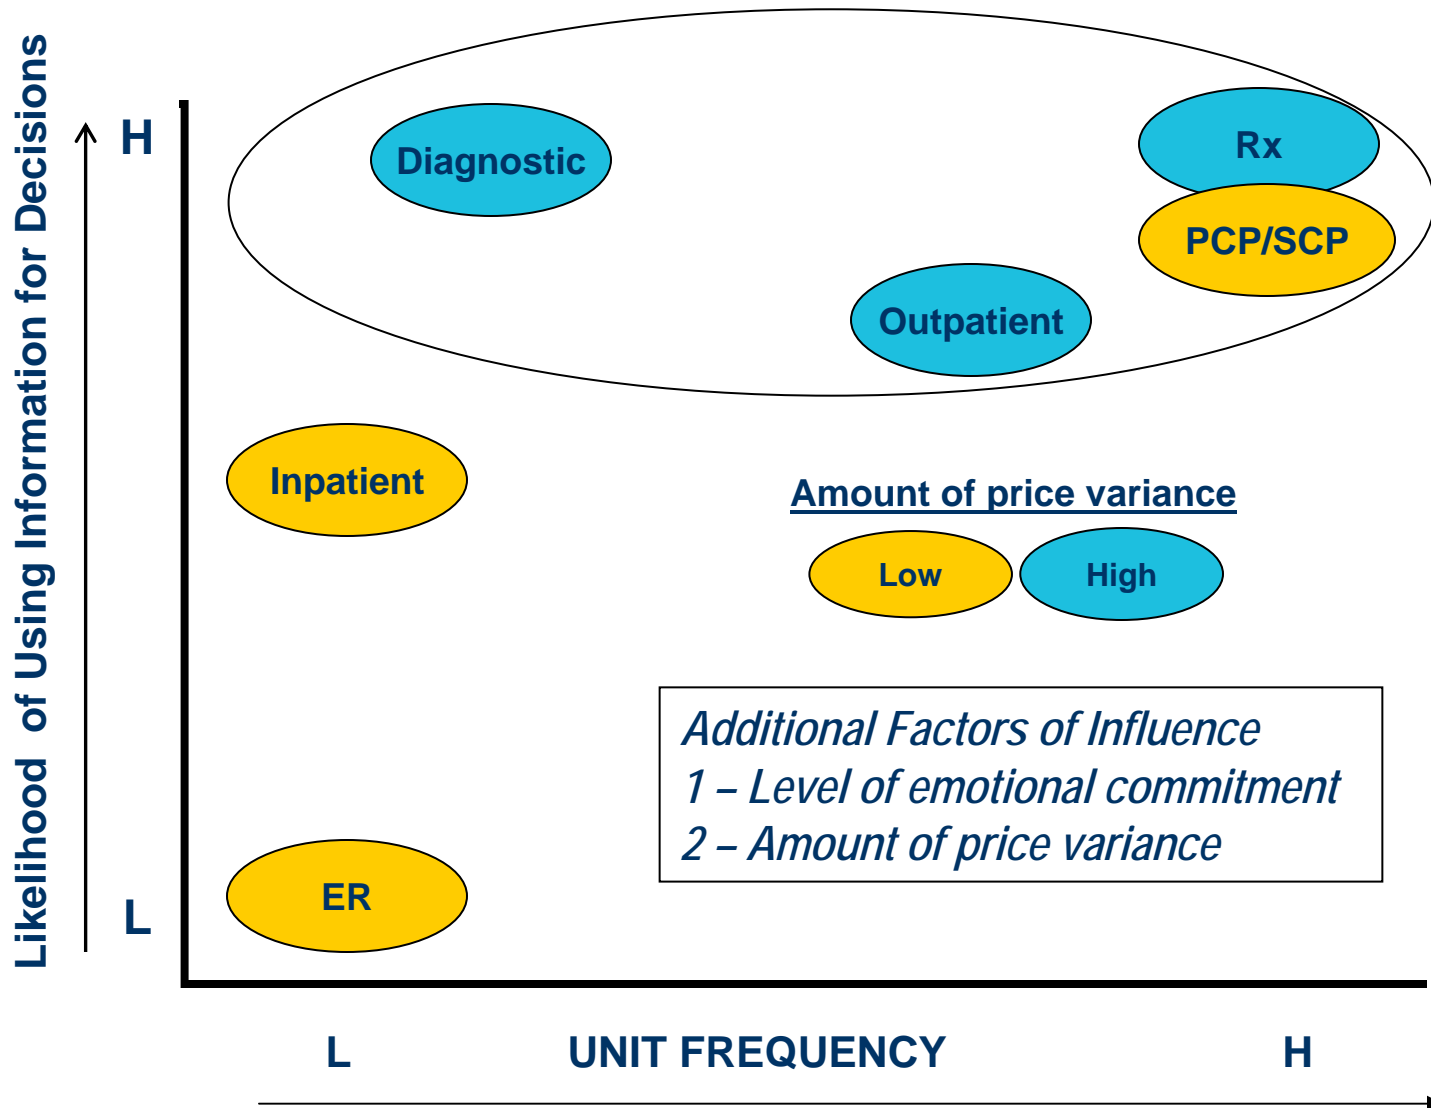 Likelihood of Using Information for Decisions
H
Diagnostic
Rx
PCP/SCP
Outpatient
Inpatient
Amount of price variance
Low High
Additional Factors of Influence
1 – Level of emotional commitment
2 – Amount of price variance
ER
L
L UNIT FREQUENCY H